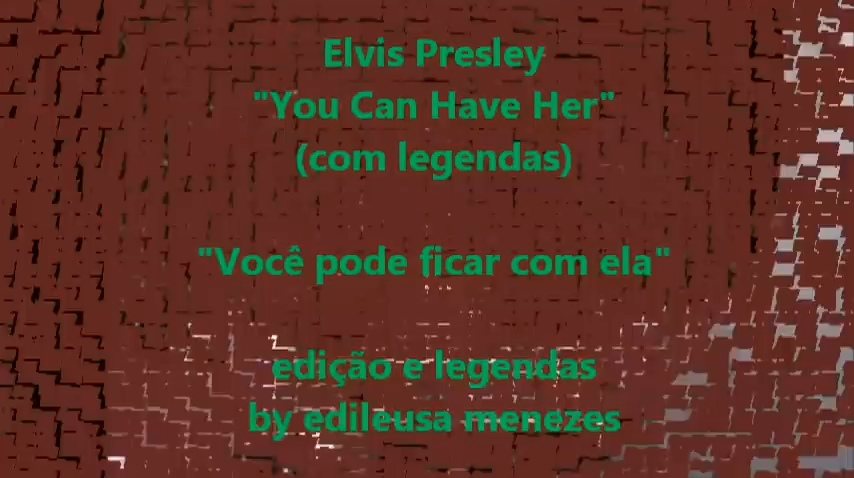 Elvis Presley
"You Can Have Her"
(com legendas)
"Você pode ficar com ela"
edição e legendas
by edileusa menezes